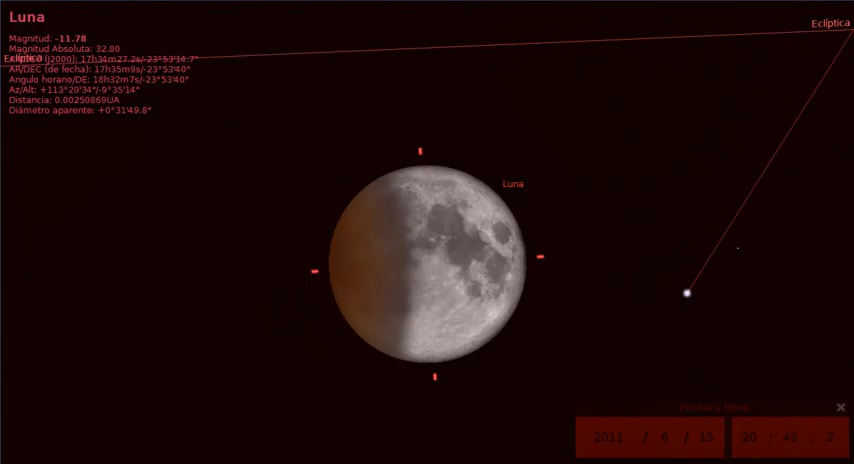 Luna
Magnitud: -11.78
Magnitud Absoluta: 32.80
(J2000): 17h34m27.2s/-23°53'14.7"
AR/DEC (de fecha): 17h35m9s/-23°53'40"
Angulo horario/DE: 18h32m7s/-23°53'40"
Az/Alt: +113°20'34"/-9°35'14"
Distancia: 0.00250869UA
Diámetro aparente: +0°31'49.8"
Eclíptica
Eclíptica
Luna
Fecha y Hora
2011 / 6 / 15 20 : 49 : 2